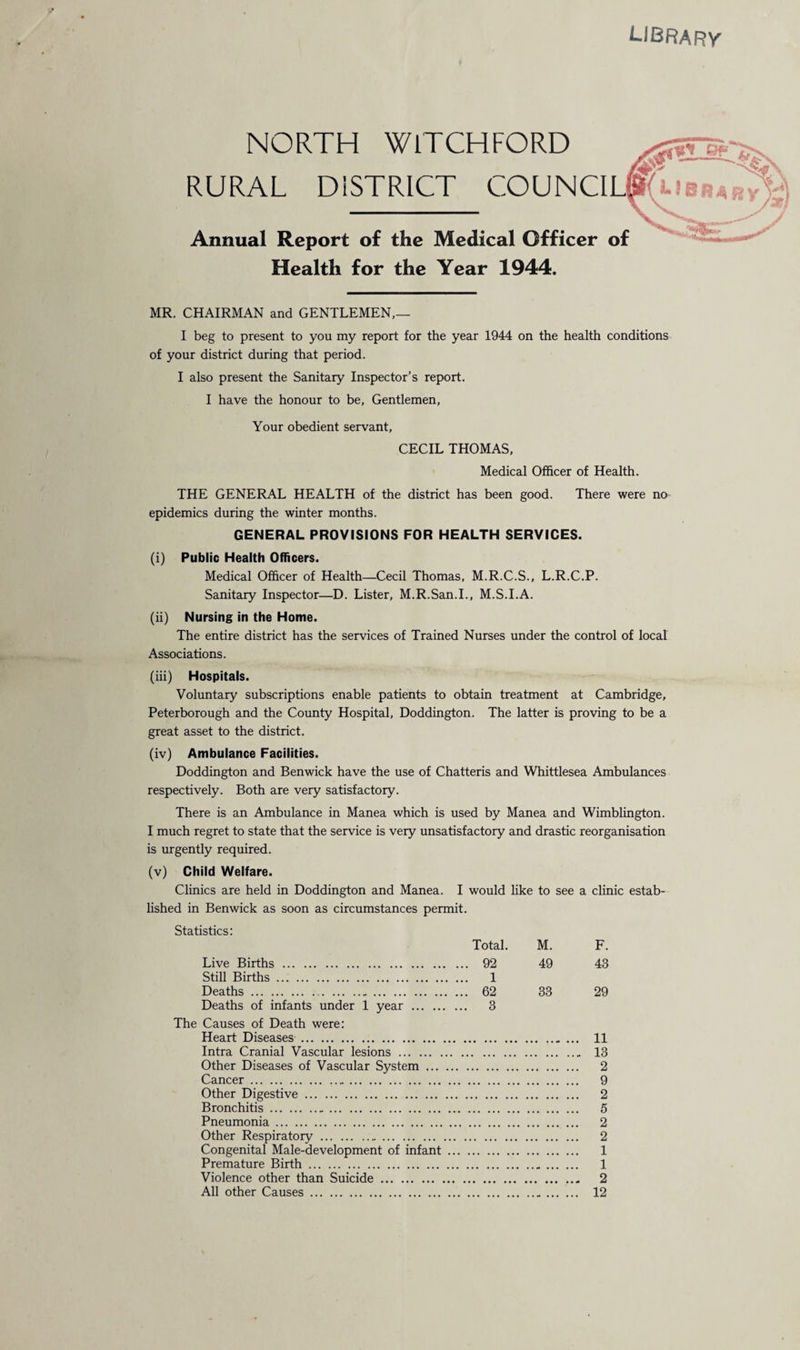 LIBRARY
NORTH WITCHFORD
RURAL DISTRICT COUNCIL
LIBRARY
Annual Report of the Medical Officer of
Health for the Year 1944.
MR. CHAIRMAN and GENTLEMEN,—
I beg to present to you my report for the year 1944 on the health conditions
of your district during that period.
I also present the Sanitary Inspector's report.
I have the honour to be, Gentlemen,
Your obedient servant,
CECIL THOMAS,
Medical Officer of Health.
THE GENERAL HEALTH of the district has been good. There were no
epidemics during the winter months.
GENERAL PROVISIONS FOR HEALTH SERVICES.
(i) Public Health Officers.
Medical Officer of Health—Cecil Thomas, M.R.C.S., L.R.C.P.
Sanitary Inspector—D. Lister, M.R.San.I., M.S.I.A.
(ii) Nursing in the Home.
The entire district has the services of Trained Nurses under the control of local
Associations.
(iii) Hospitals.
Voluntary subscriptions enable patients to obtain treatment at Cambridge,
Peterborough and the County Hospital, Doddington. The latter is proving to be a
great asset to the district.
(iv) Ambulance Facilities.
Doddington and Benwick have the use of Chatteris and Whittlesea Ambulances
respectively. Both are very satisfactory.
There is an Ambulance in Manea which is used by Manea and Wimblington.
I much regret to state that the service is very unsatisfactory and drastic reorganisation
is urgently required.
(v) Child Welfare.
Clinics are held in Doddington and Manea. I would like to see a clinic estab-
lished in Benwick as soon as circumstances permit.
Statistics:
Total. M. F.
Live Births ... ... ... ... ... ... ... ... ... 92 49 43
Still Births ... ... ... ... ... ... ... ... ... 1
Deaths ... ... ... ... ... ... ... ... ... ... 62 33 29
Deaths of infants under 1 year ... ... ... 3
The Causes of Death were:
Heart Diseases ... ... ... ... ... ... ... ... ... ... ... ... ... 11
Intra Cranial Vascular lesions ... ... ... ... ... ... ... ... ... 13
Other Diseases of Vascular System ... ... ... ... ... ... ... ... 2
Cancer ... ... ... ... ... ... ... ... ... ... ... ... ... ... ... 9
Other Digestive ... ... ... ... ... ... ... ... ... ... ... ... ... 2
Bronchitis ... ... ... ... ... ... ... ... ... ... ... ... ... ... 5
Pneumonia ... ... ... ... ... ... ... ... ... ... ... ... ... ... 2
Other Respiratory ... ... ... ... ... ... ... ... ... ... ... ... 2
Congenital Male-development of infant ... ... ... ... ... ... ... 1
Premature Birth ... ... ... ... ... ... ... ... ... ... ... ... ... 1
Violence other than Suicide ... ... ... ... ... ... ... ... ... ... 2
All other Causes ... ... ... ... ... ... ... ... ... ... ... ... ... 12